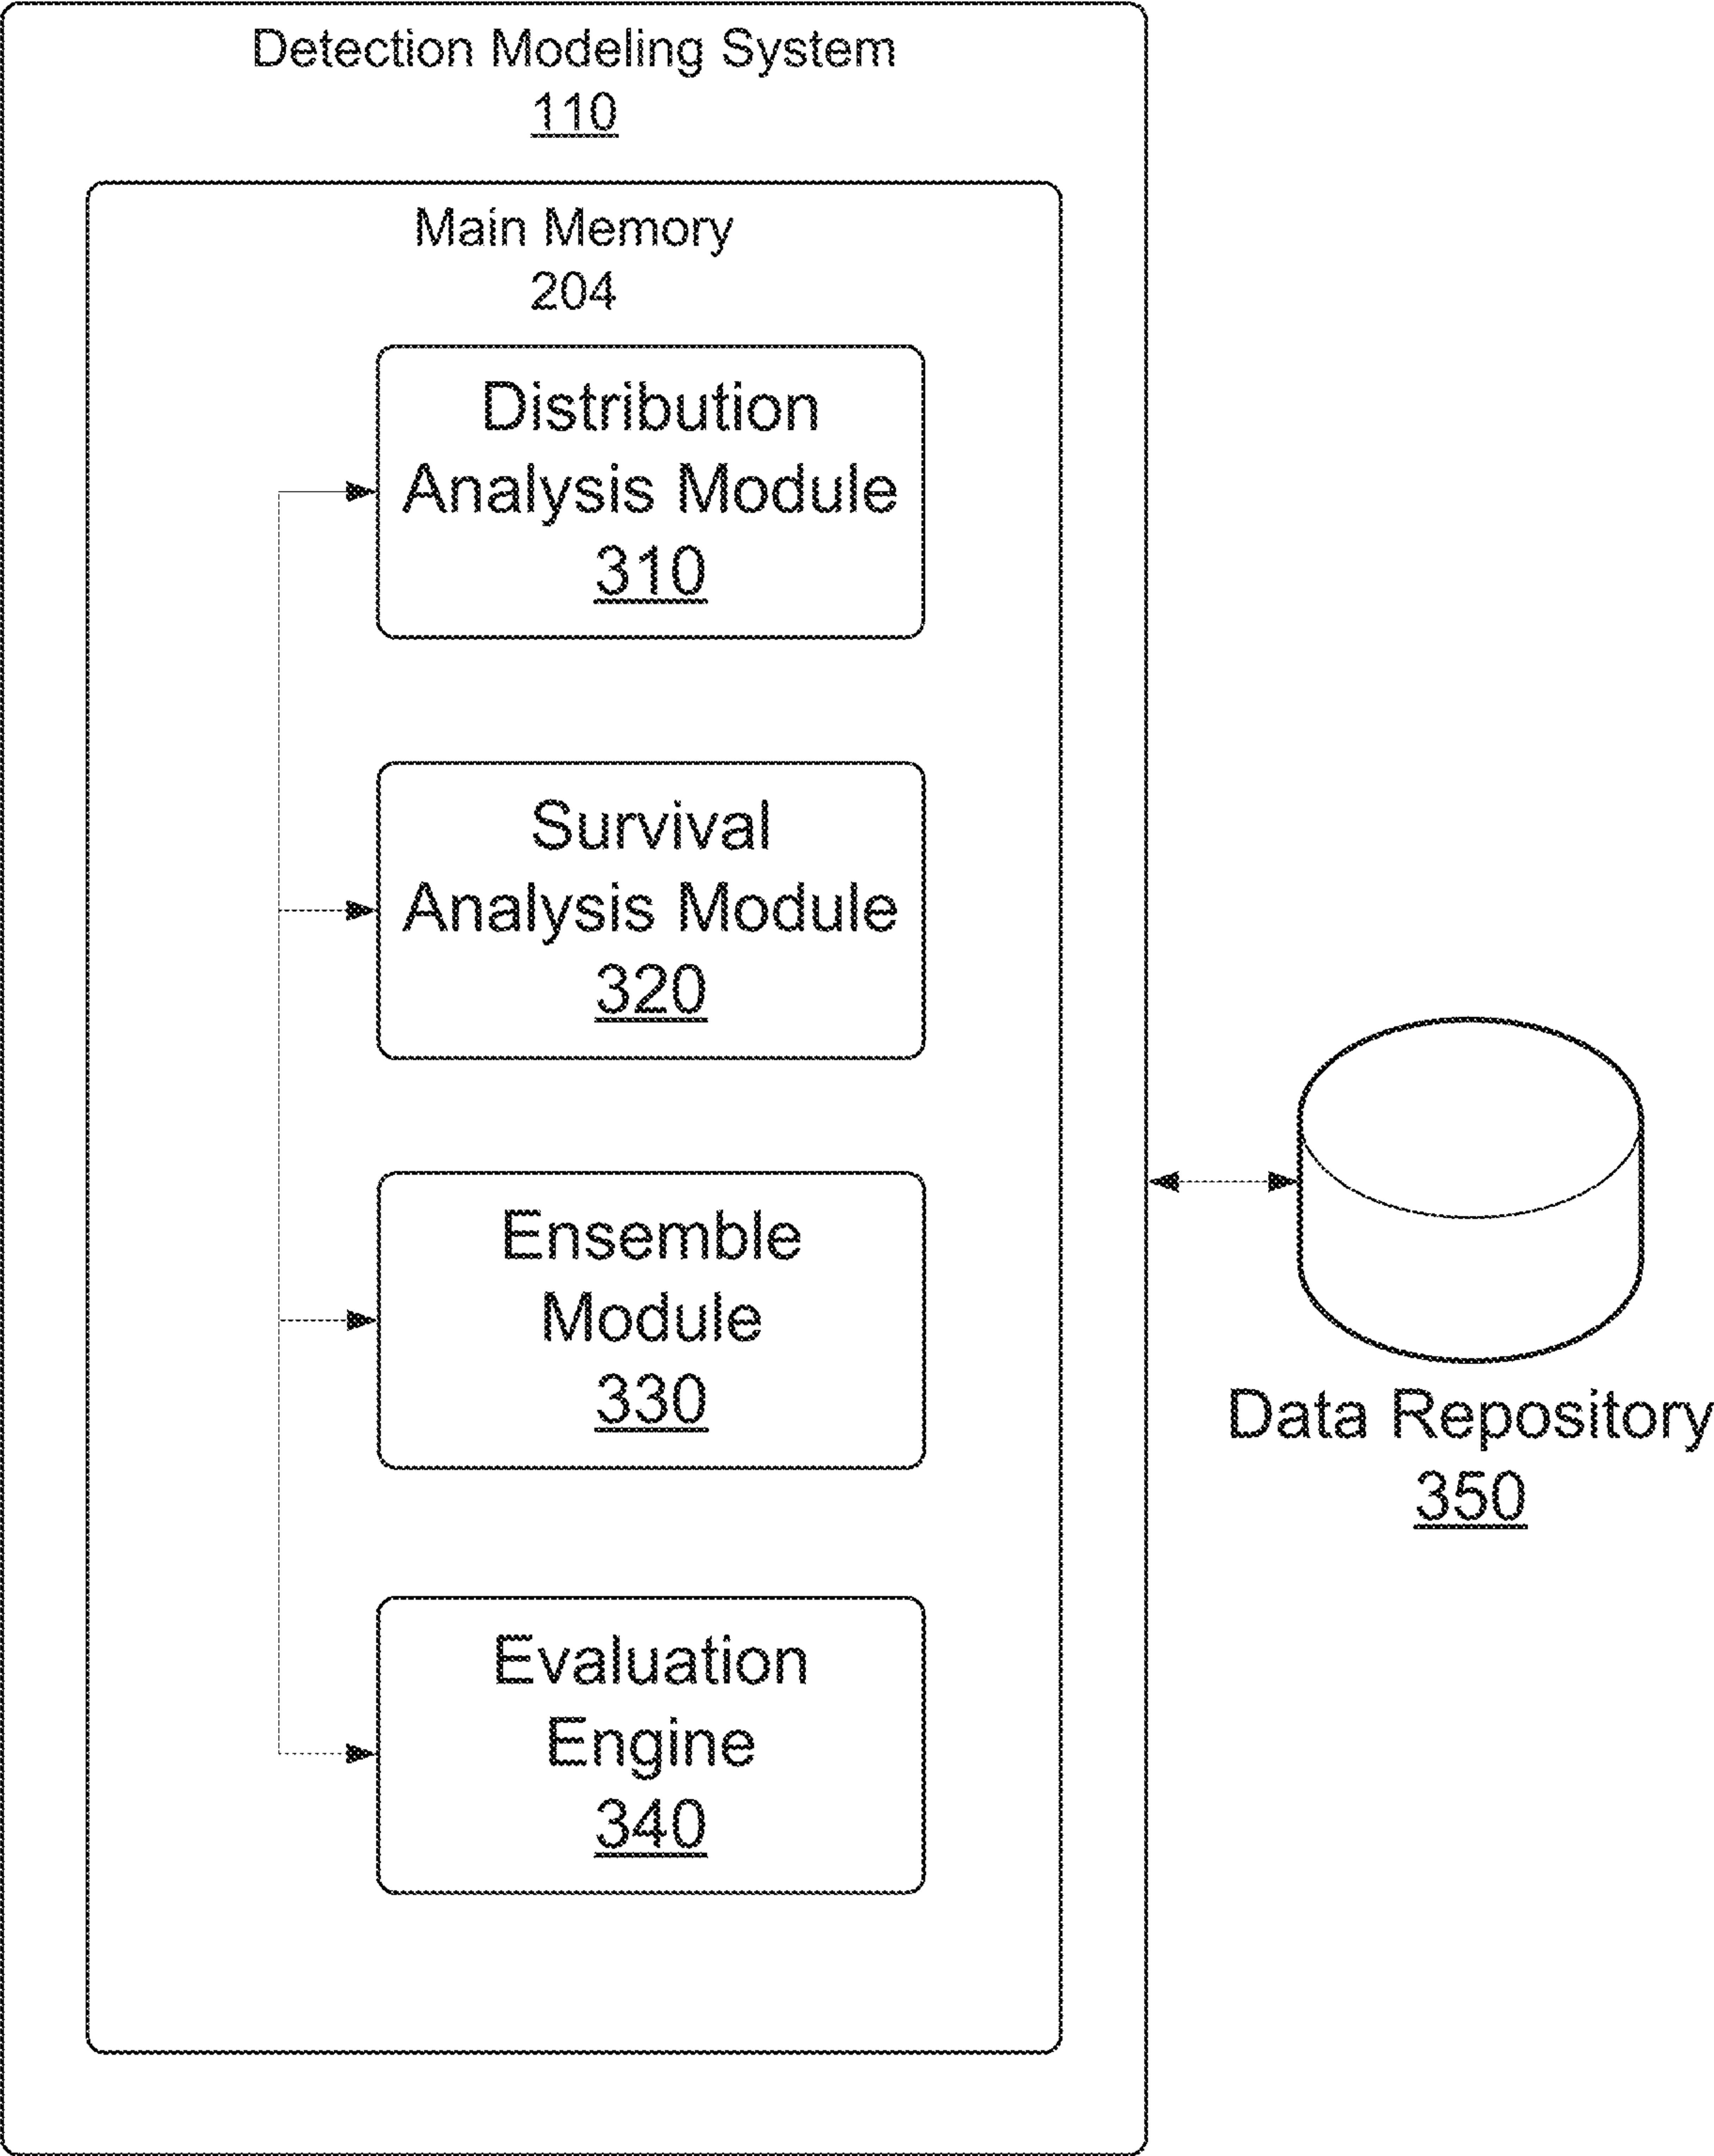 Detection Modeling System
110
Main Memory
204
Distribution
Analysis Module
310
Survival
Analysis Module
320
Ensemble
Module
330
Evaluation
Engine
340
Data Repository
350